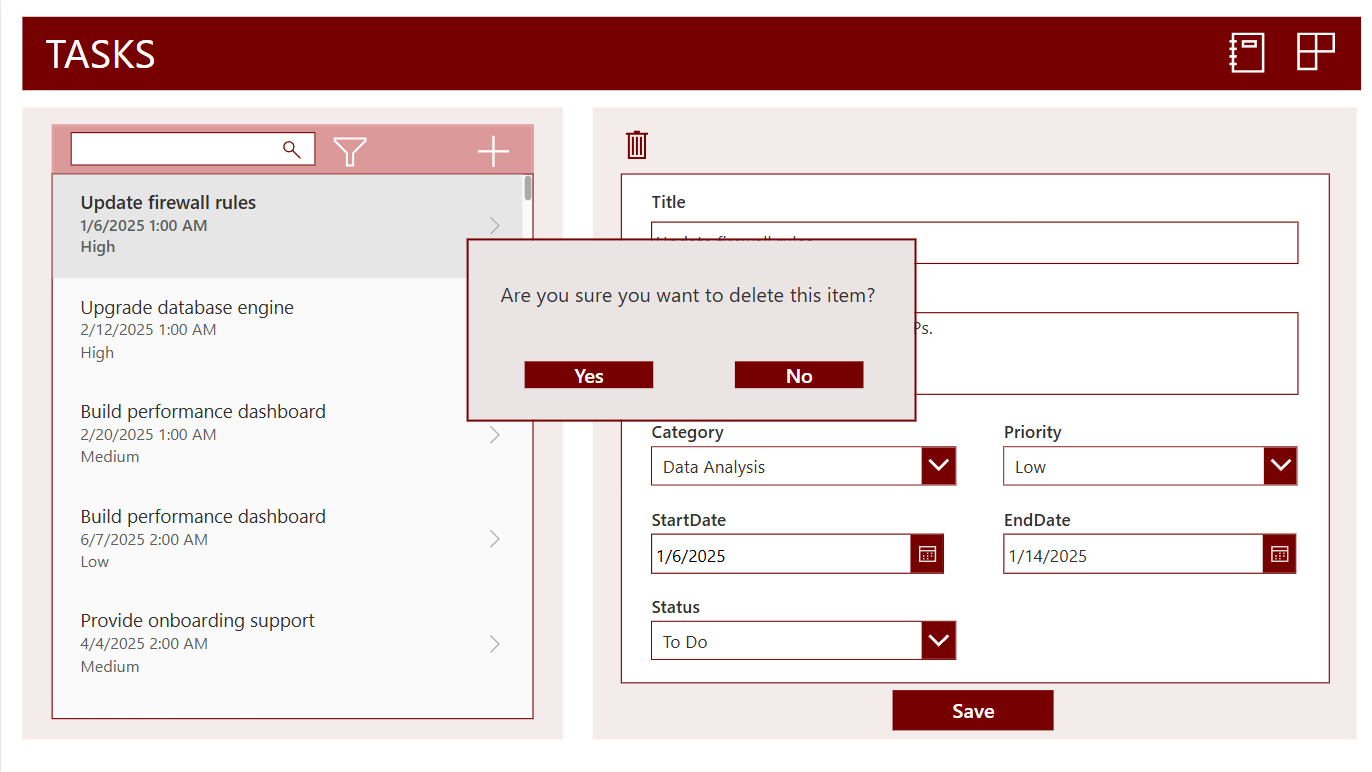 TASKS
Update firewall rules
1/6/2025 1:00 AM
High
Upgrade database engine
2/12/2025 1:00 AM
High
Build performance dashboard
2/20/2025 1:00 AM
Medium
Build performance dashboard
6/7/2025 2:00 AM
Low
Provide onboarding support
4/4/2025 2:00 AM
Medium
Title
Are you sure you want to delete this item?
Yes No
Ps.
Category Priority
Data Analysis Low
StartDate EndDate
1/6/2025 1/14/2025
Status
To Do
Save